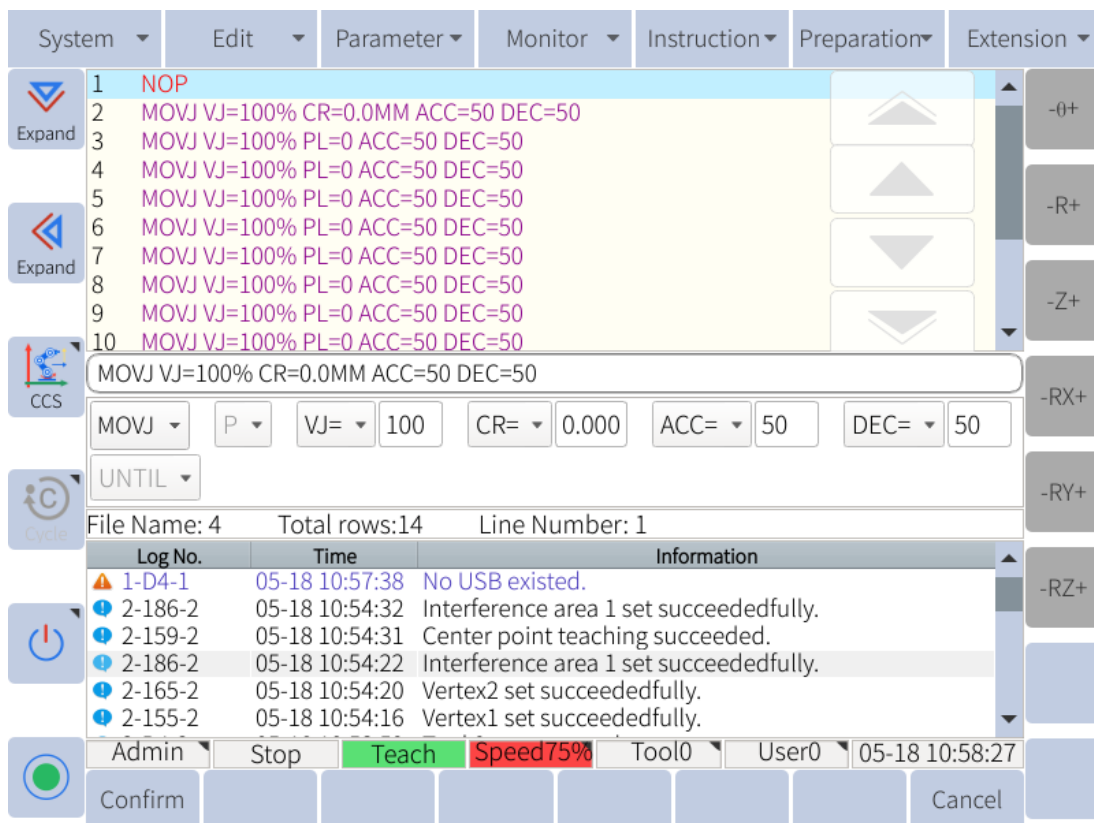 System Edit Parameter Monitor Instruction Preparation Extension
Expand
Expand
CCS
Cycle
1 NOP
2 MOVJ VJ=100% CR=0.0MM ACC=50 DEC=50
3 MOVJ VJ=100% PL=0 ACC=50 DEC=50
4 MOVJ VJ=100% PL=0 ACC=50 DEC=50
5 MOVJ VJ=100% PL=0 ACC=50 DEC=50
6 MOVJ VJ=100% PL=0 ACC=50 DEC=50
7 MOVJ VJ=100% PL=0 ACC=50 DEC=50
8 MOVJ VJ=100% PL=0 ACC=50 DEC=50
9 MOVJ VJ=100% PL=0 ACC=50 DEC=50
10 MOVJ VJ=100% PL=0 ACC=50 DEC=50
MOVJ VJ=100% CR=0.0MM ACC=50 DEC=50
MOVJ P VJ= 100 CR= 0.000 ACC= 50 DEC= 50
UNTIL
File Name: 4 Total rows:14 Line Number: 1
Log No. Time Information
1-D4-1 05-18 10:57:38 No USB existed.
2-186-2 05-18 10:54:32 Interference area 1 set succeededfully.
2-159-2 05-18 10:54:31 Center point teaching succeeded.
2-186-2 05-18 10:54:22 Interference area 1 set succeededfully.
2-165-2 05-18 10:54:20 Vertex2 set succeededfully.
2-155-2 05-18 10:54:16 Vertex1 set succeededfully.
Admin Stop Teach Speed75% Tool0 User0 05-18 10:58:27
Confirm Cancel
-θ+
-R+
-Z+
-RX+
-RY+
-RZ+